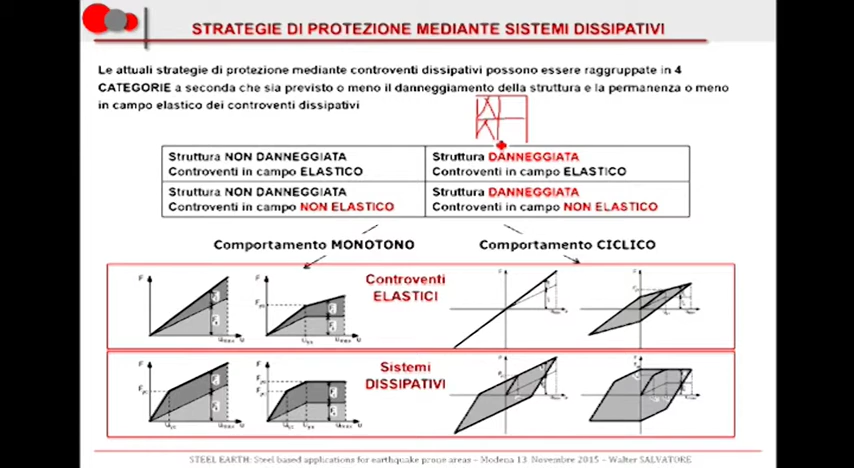 STRATEGIE DI PROTEZIONE MEDIANTE SISTEMI DISSIPATIVI
Le attuali strategie di protezione mediante controventi dissipativi possono essere raggruppate in 4
CATEGORIE a seconda che sia previsto o meno il danneggiamento della struttura e la permanenza o meno
in campo elastico dei controventi dissipativi
Struttura NON DANNEGGIATA
Controventi in campo ELASTICO
Struttura DANNEGGIATA
Controventi in campo ELASTICO
Struttura NON DANNEGGIATA
Controventi in campo NON ELASTICO
Struttura DANNEGGIATA
Controventi in campo NON ELASTICO
Comportamento MONOTONO
Comportamento CICLICO
Controventi
ELASTICI
Sistemi
DISSIPATIVI
STEEL EARTH: Steel based applications for earthquake prone areas – Modena 13 Novembre 2015 – Walter SALVATORE